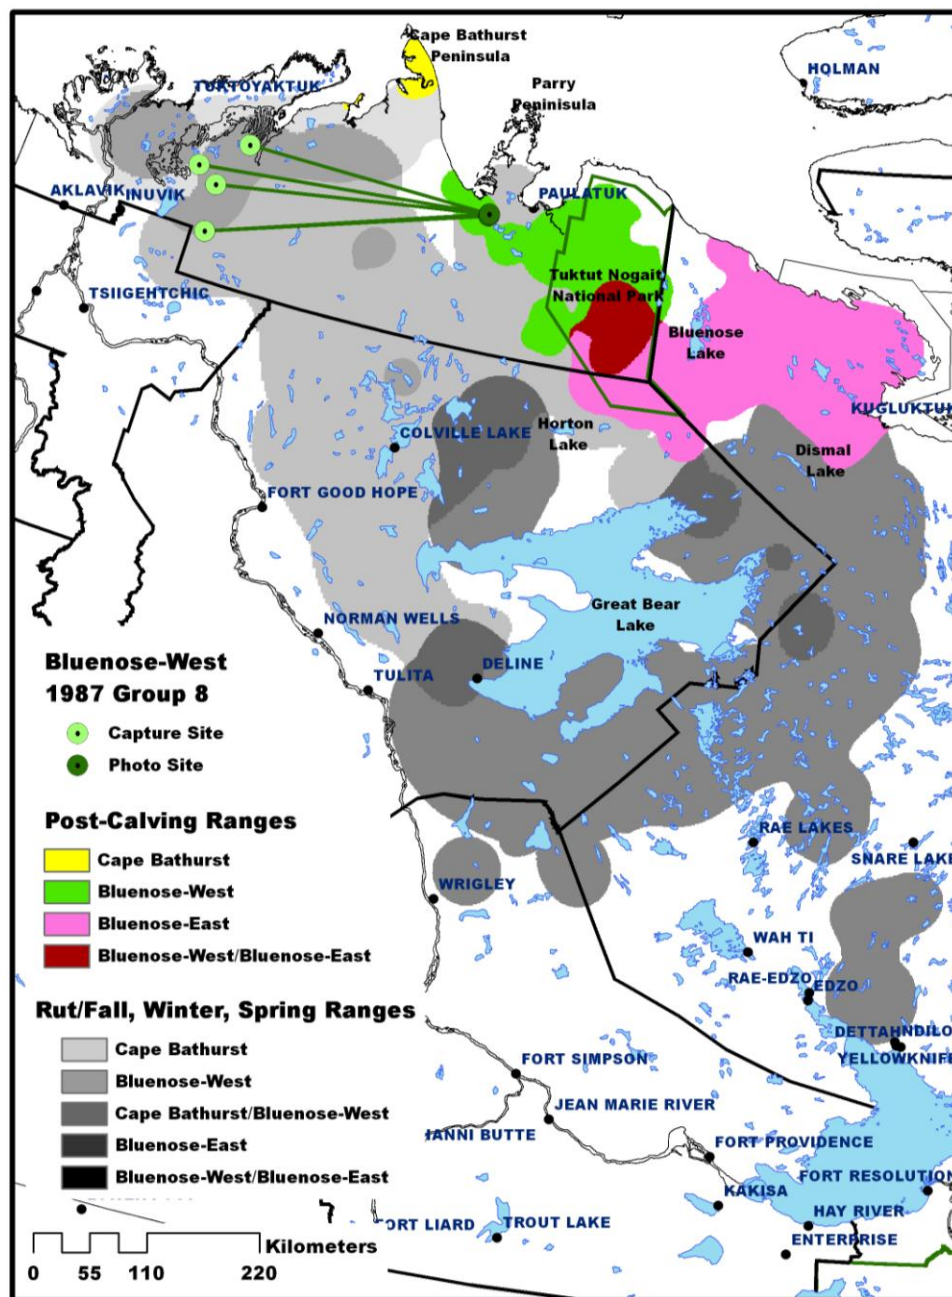 Cape Bathurst
Peninsula
HOLMAN
TUKTOYAKTUK
Parry
Peninisula
AKLAVIK
INUVIK
PAULATUK
Tuktut Nogait
National Park
TSIIGEHTCHIC
Bluenose
Lake
KUGLUKTUK
Horton
Lake
COLVILLE LAKE
Dismal
Lake
FORT GOOD HOPE
Great Bear
Lake
NORMAN WELLS
DELINE
TULITA
Bluenose-West
1987 Group 8
Capture Site
Photo Site
RAE LAKES
SNARE LAKE
Post-Calving Ranges
Cape Bathurst
Bluenose-West
Bluenose-East
Bluenose-West/Bluenose-East
WRIGLEY
WAH TI
RAE-EDZO
EDZO
DETTAH
NDILO
YELLOWKNIFE
Rut/Fall, Winter, Spring Ranges
Cape Bathurst
Bluenose-West
Cape Bathurst/Bluenose-West
Bluenose-East
Bluenose-West/Bluenose-East
FORT SIMPSON
JEAN MARIE RIVER
IANNI BUTTE
FORT PROVIDENCE
FORT RESOLUTION
KAKISA
HAY RIVER
ORT LIARD
TROUT LAKE
ENTERPRISE
Kilometers
0 55 110 220